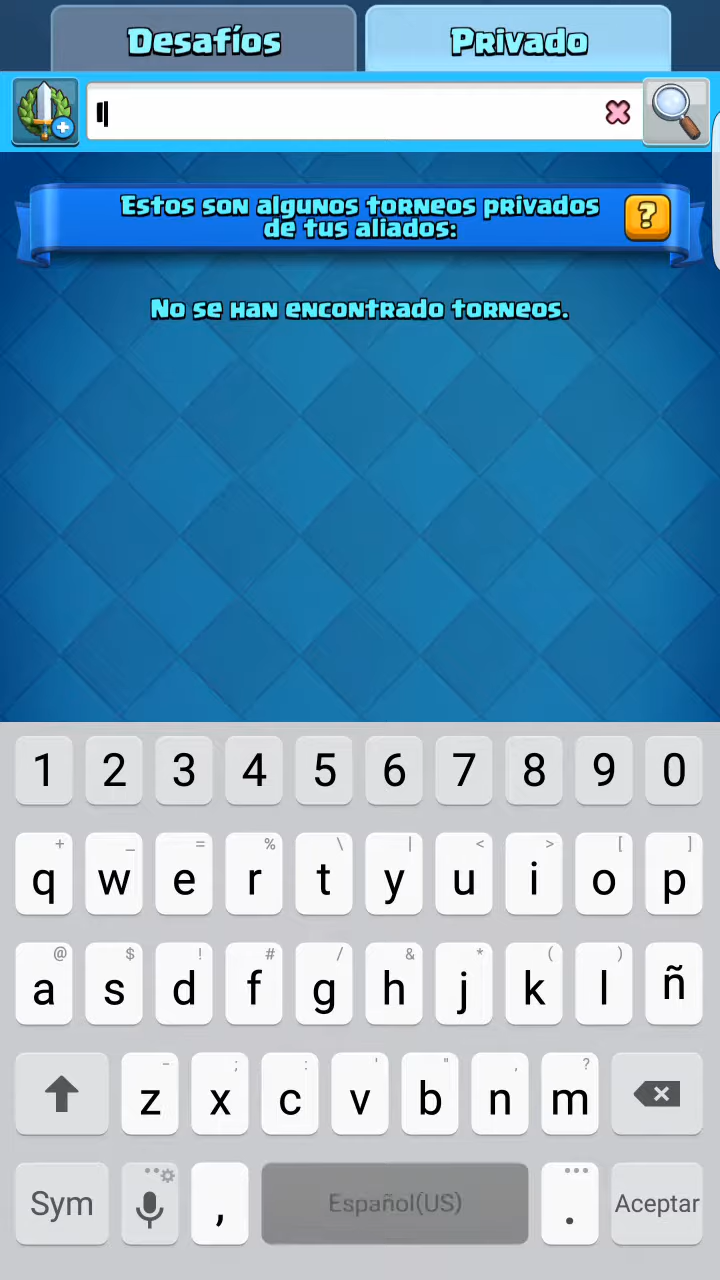 Desafíos
Privado
Estos son algunos torneos privados
de tus aliados:
?
No se han encontrado torneos.
1 2 3 4 5 6 7 8 9 0
+ _ = % \ | < > [ ]
q w e r t y u i o p
@ $ ! # / & * ( )
a s d f g h j k l ñ
- ; : ' " , ?
z x c v b n m
Sym , Español(US) . Aceptar